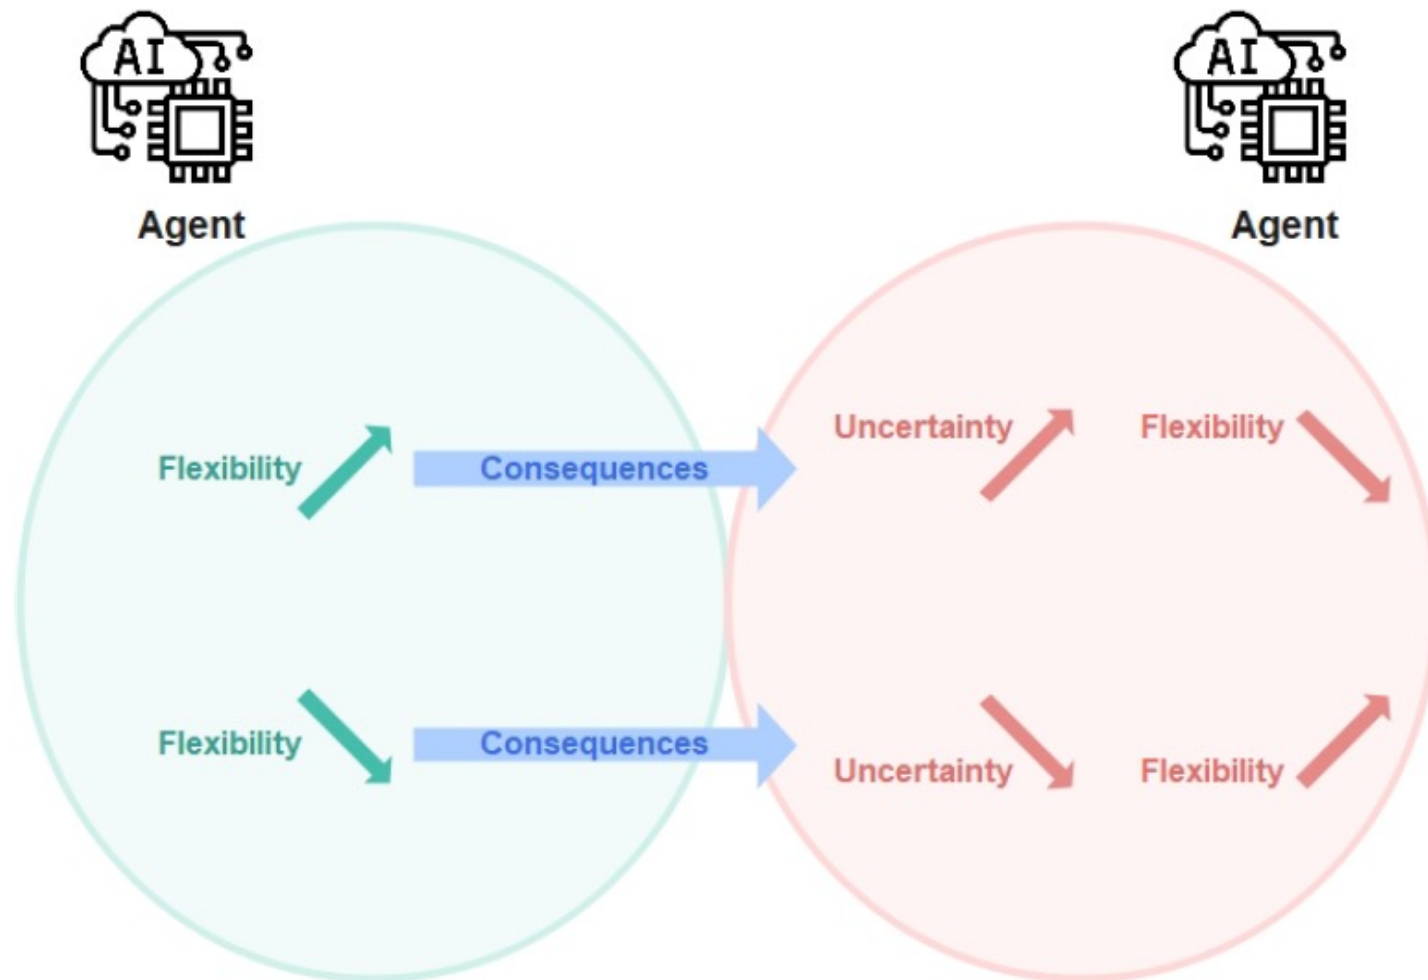 AI
AI
Agent
Agent
Uncertainty
Flexibility
Flexibility
Consequences
Flexibility
Consequences
Uncertainty
Flexibility